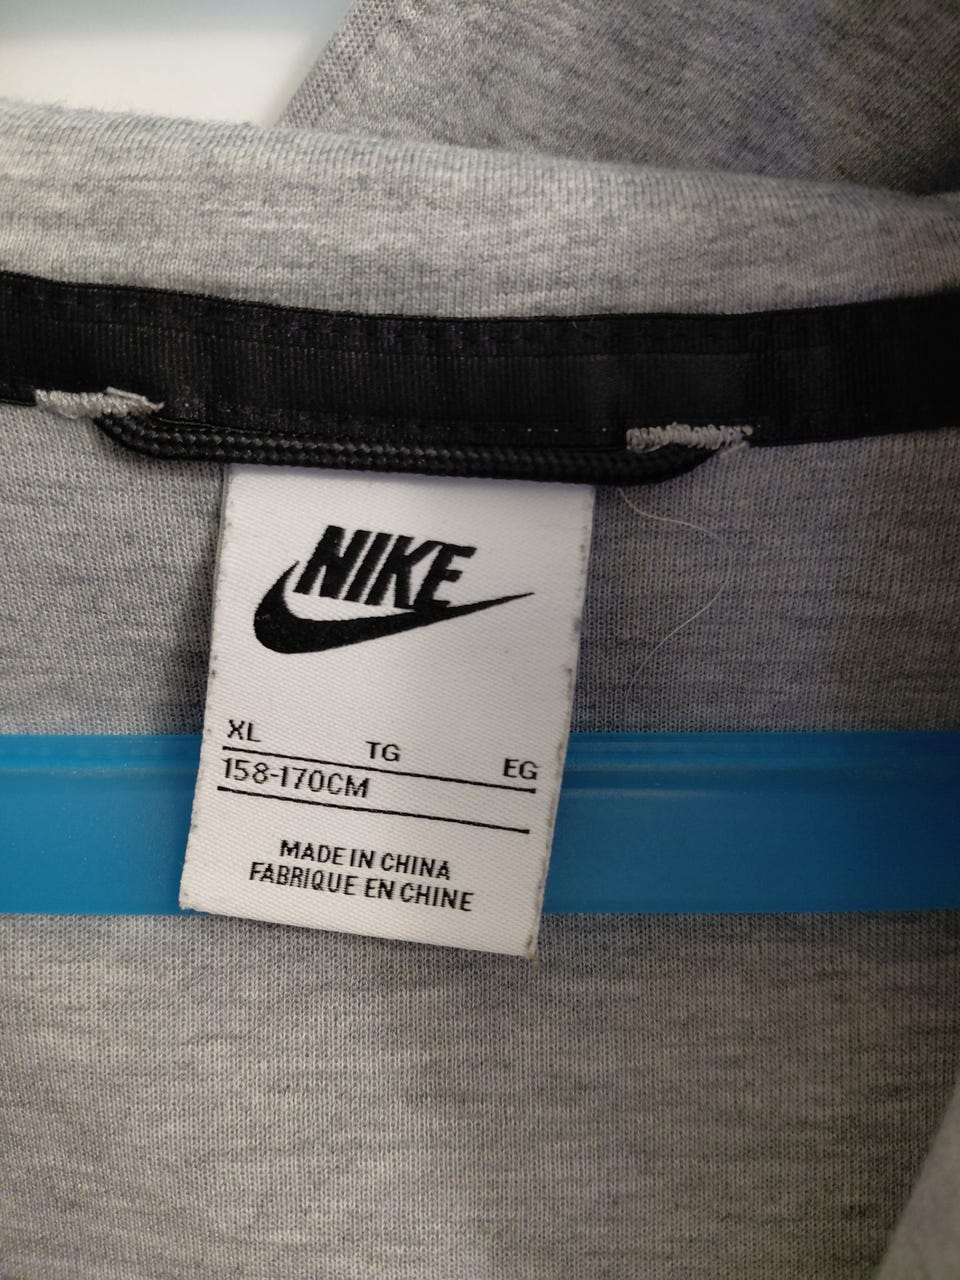 NIKE
XL TG EG
158-170CM
MADE IN CHINA
FABRIQUE EN CHINE